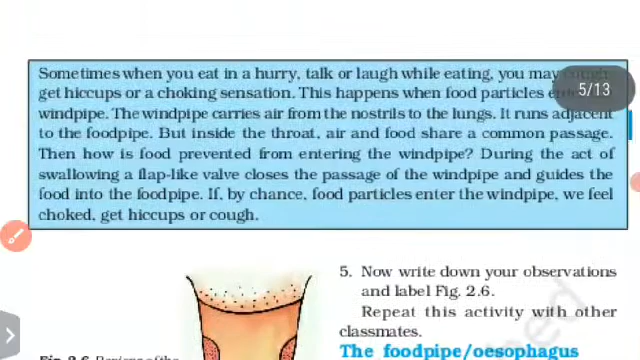 Sometimes when you eat in a hurry, talk or laugh while eating, you may
get hiccups or a choking sensation. This happens when food particles
5/13
windpipe. The windpipe carries air from the nostrils to the lungs. It runs adjacent
to the foodpipe. But inside the throat, air and food share a common passage.
Then how is food prevented from entering the windpipe? During the act of
swallowing a flap-like valve closes the passage of the windpipe and guides the
food into the foodpipe. If, by chance, food particles enter the windpipe, we feel
choked, get hiccups or cough.
5. Now write down your observations
and label Fig. 2.6.
Repeat this activity with other
classmates.
The foodpipe/oesophagus